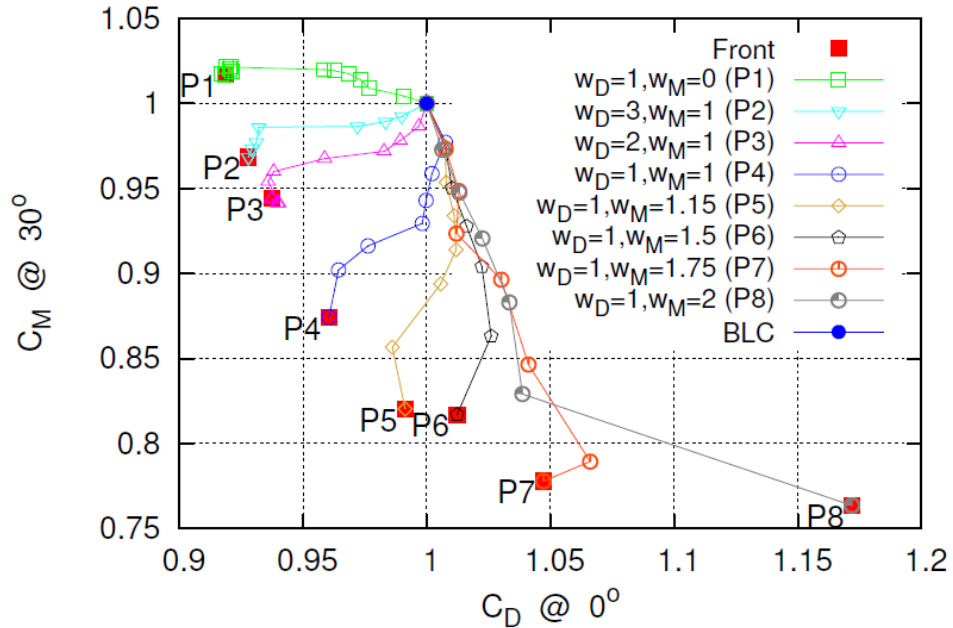 1.05
1
0.95
0.9
0.85
0.8
0.75
C_M @ 30°
0.9 0.95 1 1.05 1.1 1.15 1.2
C_D @ 0°
Front
w_D=1,w_M=0 (P1)
w_D=3,w_M=1 (P2)
w_D=2,w_M=1 (P3)
w_D=1,w_M=1 (P4)
w_D=1,w_M=1.15 (P5)
w_D=1,w_M=1.5 (P6)
w_D=1,w_M=1.75 (P7)
w_D=1,w_M=2 (P8)
BLC
P1
P2
P3
P4
P5
P6
P7
P8